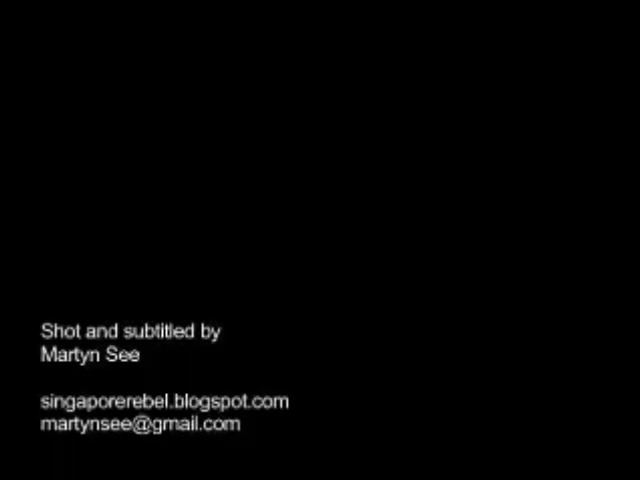 Shot and subtitled by
Martyn See
singaporerebel.blogspot.com
martynsee@gmail.com